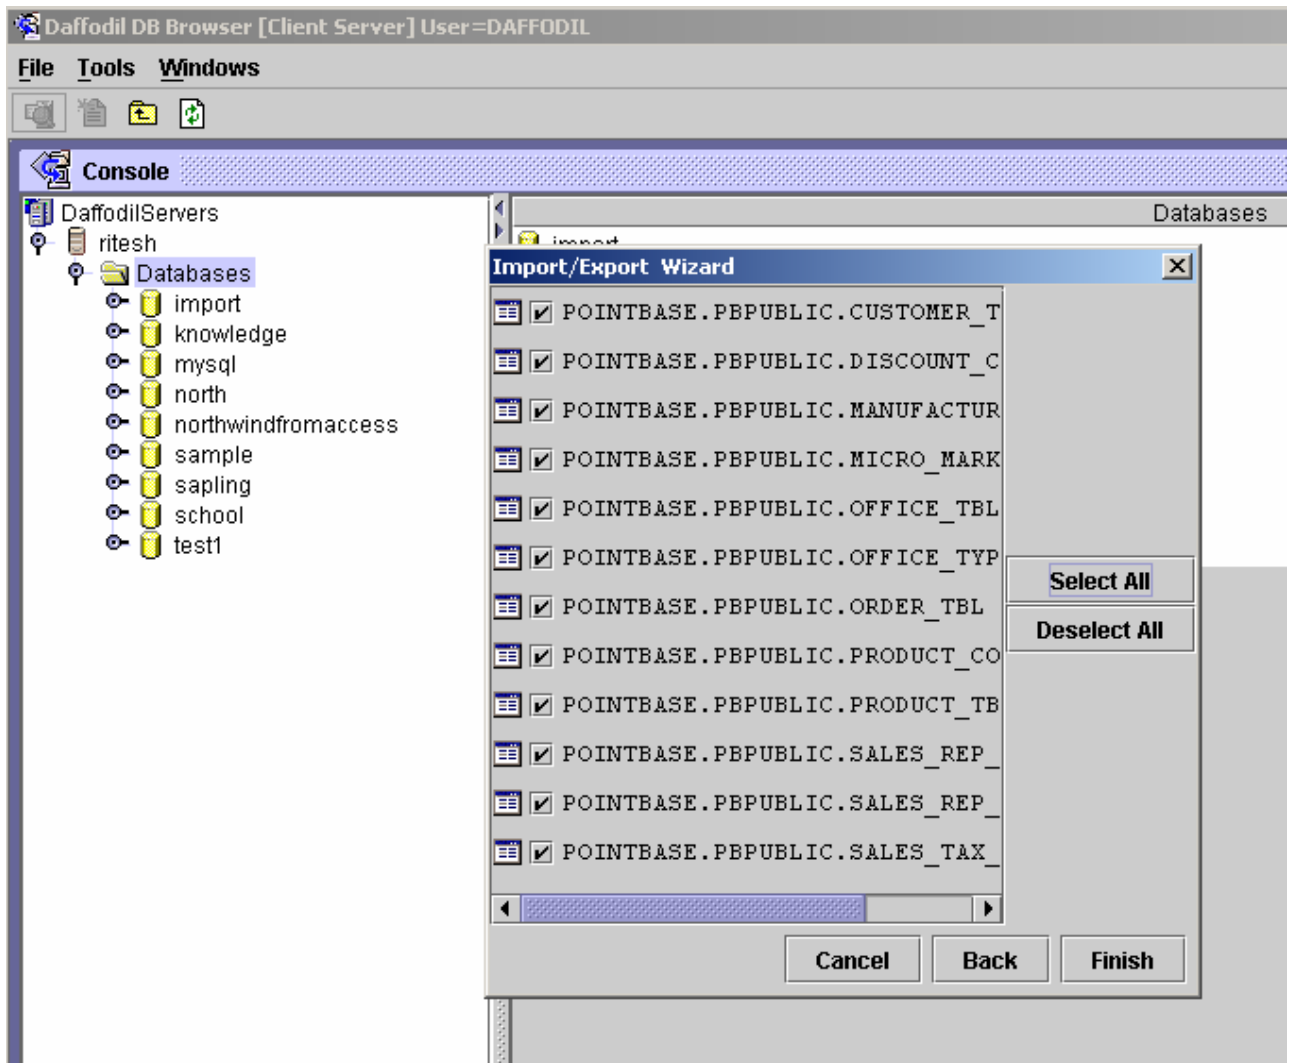 Daffodil DB Browser [Client Server] User=DAFFODIL
File Tools Windows
Console
DaffodilServers
ritesh
Databases
import
knowledge
mysql
north
northwindfromaccess
sample
sapling
school
test1
Databases
import
Import/Export Wizard
POINTBASE.PBPUBLIC.CUSTOMER_T
POINTBASE.PBPUBLIC.DISCOUNT_C
POINTBASE.PBPUBLIC.MANUFACTUR
POINTBASE.PBPUBLIC.MICRO_MARK
POINTBASE.PBPUBLIC.OFFICE_TBL
POINTBASE.PBPUBLIC.OFFICE_TYP
POINTBASE.PBPUBLIC.ORDER_TBL
POINTBASE.PBPUBLIC.PRODUCT_CO
POINTBASE.PBPUBLIC.PRODUCT_TB
POINTBASE.PBPUBLIC.SALES_REP_
POINTBASE.PBPUBLIC.SALES_REP_
POINTBASE.PBPUBLIC.SALES_TAX_
Select All
Deselect All
Cancel Back Finish